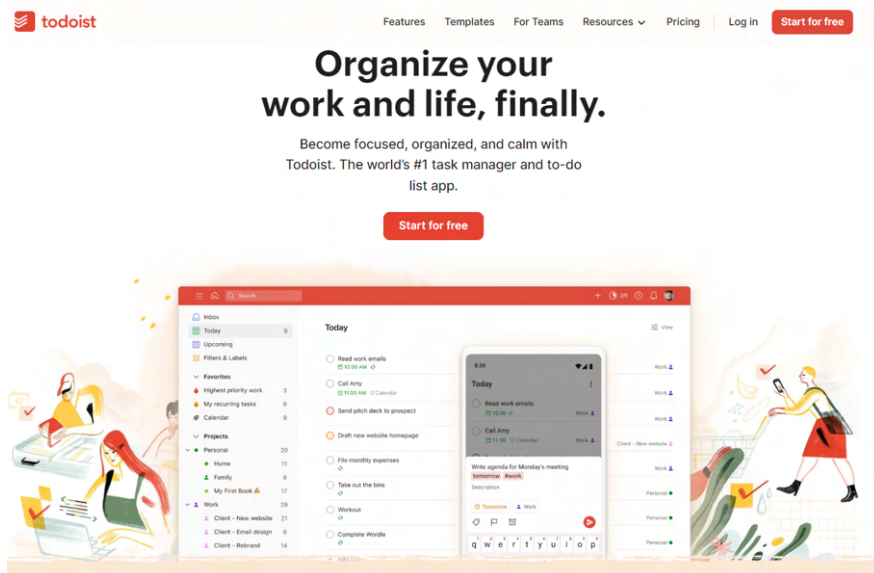 todoist
Features Templates For Teams Resources Pricing Log in Start for free
Organize your
work and life, finally.
Become focused, organized, and calm with
Todoist. The world's #1 task manager and to-do
list app.
Start for free
Search
2/5
Inbox
Today 8
Upcoming
Filters & Labels
Favorites
Highest priority work 3
My recurring tasks 8
Calendar 9
Projects
Personal 20
Home 11
Family 8
My First Book 17
Work 29
Client - New website 21
Client - Email design 6
Client - Rebrand 14
Today
View
Read work emails
10:00 AM
Work
Call Amy
11:00 AM Calendar
Work
Send pitch deck to prospect
Work
Draft new website homepage
Client - New website
File monthly expenses
Work
Take out the bins
Personal
Workout
Personal
Complete Wordle
Personal
8:30
Today
Read work emails
10:00
Work
Call Amy
11:30 Calendar
Work
Write agenda for Monday's meeting
tomorrow #work
Description
Tomorrow Work
q w e r t y u i o p